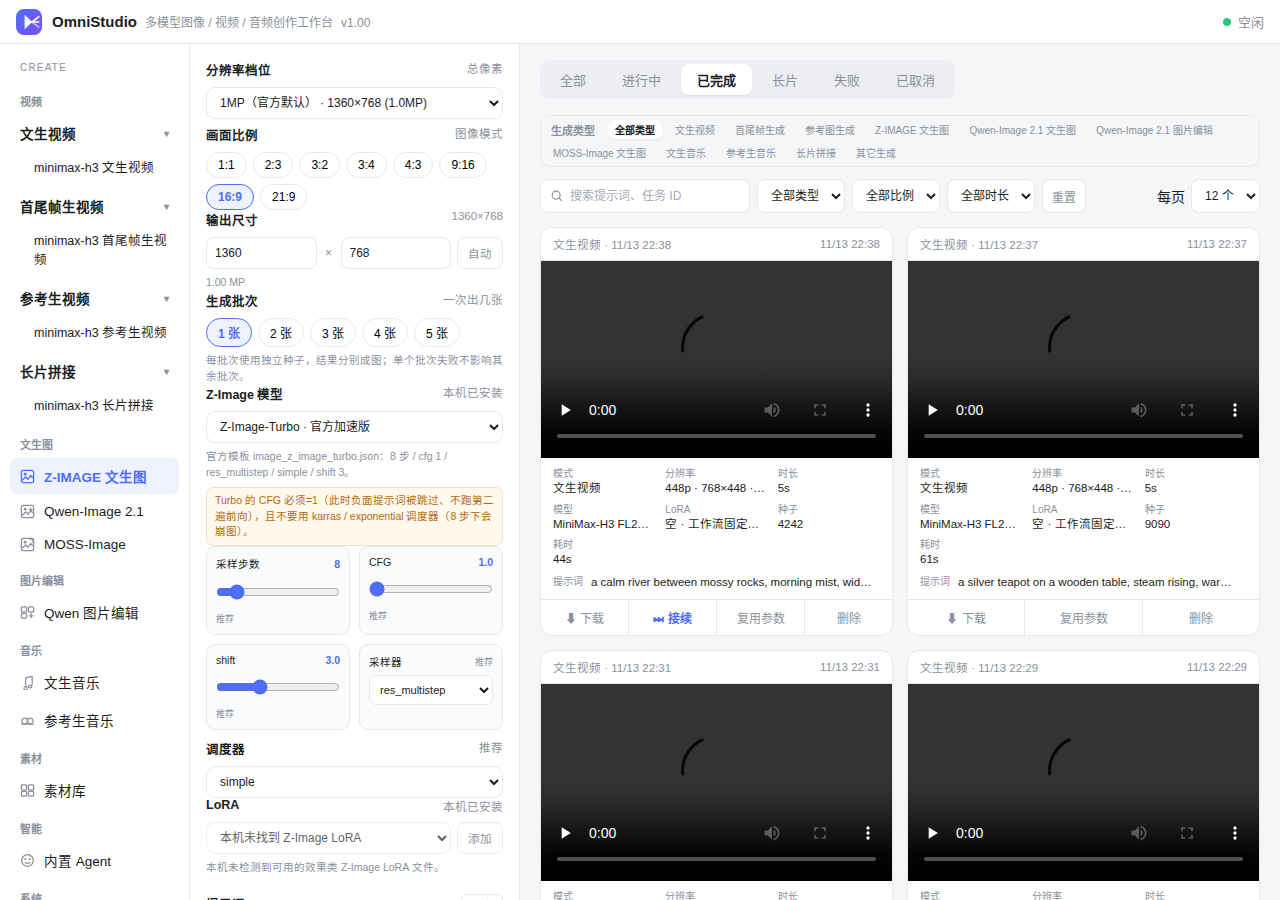 OmniStudio 多模型图像 / 视频 / 音频创作工作台 v1.00
空闲
CREATE
视频
文生视频
minimax-h3 文生视频
首尾帧生视频
minimax-h3 首尾帧生视
频
参考生视频
minimax-h3 参考生视频
长片拼接
minimax-h3 长片拼接
文生图
Z-IMAGE 文生图
Qwen-Image 2.1
MOSS-Image
图片编辑
Qwen 图片编辑
音乐
文生音乐
参考生音乐
素材
素材库
智能
内置 Agent
系统
分辨率档位 总像素
1MP（官方默认） · 1360×768 (1.0MP)
画面比例 图像模式
1:1 2:3 3:2 3:4 4:3 9:16
16:9 21:9
输出尺寸 1360×768
1360 × 768 自动
1.00 MP
生成批次 一次出几张
1 张 2 张 3 张 4 张 5 张
每批次使用独立种子，结果分别成图；单个批次失败不影响其
余批次。
Z-Image 模型 本机已安装
Z-Image-Turbo · 官方加速版
官方模板 image_z_image_turbo.json：8 步 / cfg 1 /
res_multistep / simple / shift 3。
Turbo 的 CFG 必须=1（此时负面提示词被跳过、不跑第二
遍前向），且不要用 karras / exponential 调度器（8 步下会
崩图）。
采样步数 8 CFG 1.0
推荐 推荐
shift 3.0 采样器 推荐
res_multistep
推荐
调度器 推荐
simple
LoRA 本机已安装
本机未找到 Z-Image LoRA 添加
本机未检测到可用的效果类 Z-Image LoRA 文件。
全部 进行中 已完成 长片 失败 已取消
生成类型 全部类型 文生视频 首尾帧生成 参考图生成 Z-IMAGE 文生图 Qwen-Image 2.1 文生图 Qwen-Image 2.1 图片编辑
MOSS-Image 文生图 文生音乐 参考生音乐 长片拼接 其它生成
搜索提示词、任务 ID 全部类型 全部比例 全部时长 重置 每页 12 个
文生视频 · 11/13 22:38 11/13 22:38
0:00
模式 分辨率 时长
文生视频 448p · 768×448 ·… 5s
模型 LoRA 种子
MiniMax-H3 FL2… 空 · 工作流固定… 4242
耗时
44s
提示词 a calm river between mossy rocks, morning mist, wid…
下载 接续 复用参数 删除
文生视频 · 11/13 22:37 11/13 22:37
0:00
模式 分辨率 时长
文生视频 448p · 768×448 ·… 5s
模型 LoRA 种子
MiniMax-H3 FL2… 空 · 工作流固定… 9090
耗时
61s
提示词 a silver teapot on a wooden table, steam rising, war…
下载 复用参数 删除
文生视频 · 11/13 22:31 11/13 22:31
0:00
模式 分辨率 时长
文生视频 · 11/13 22:29 11/13 22:29
0:00
模式 分辨率 时长